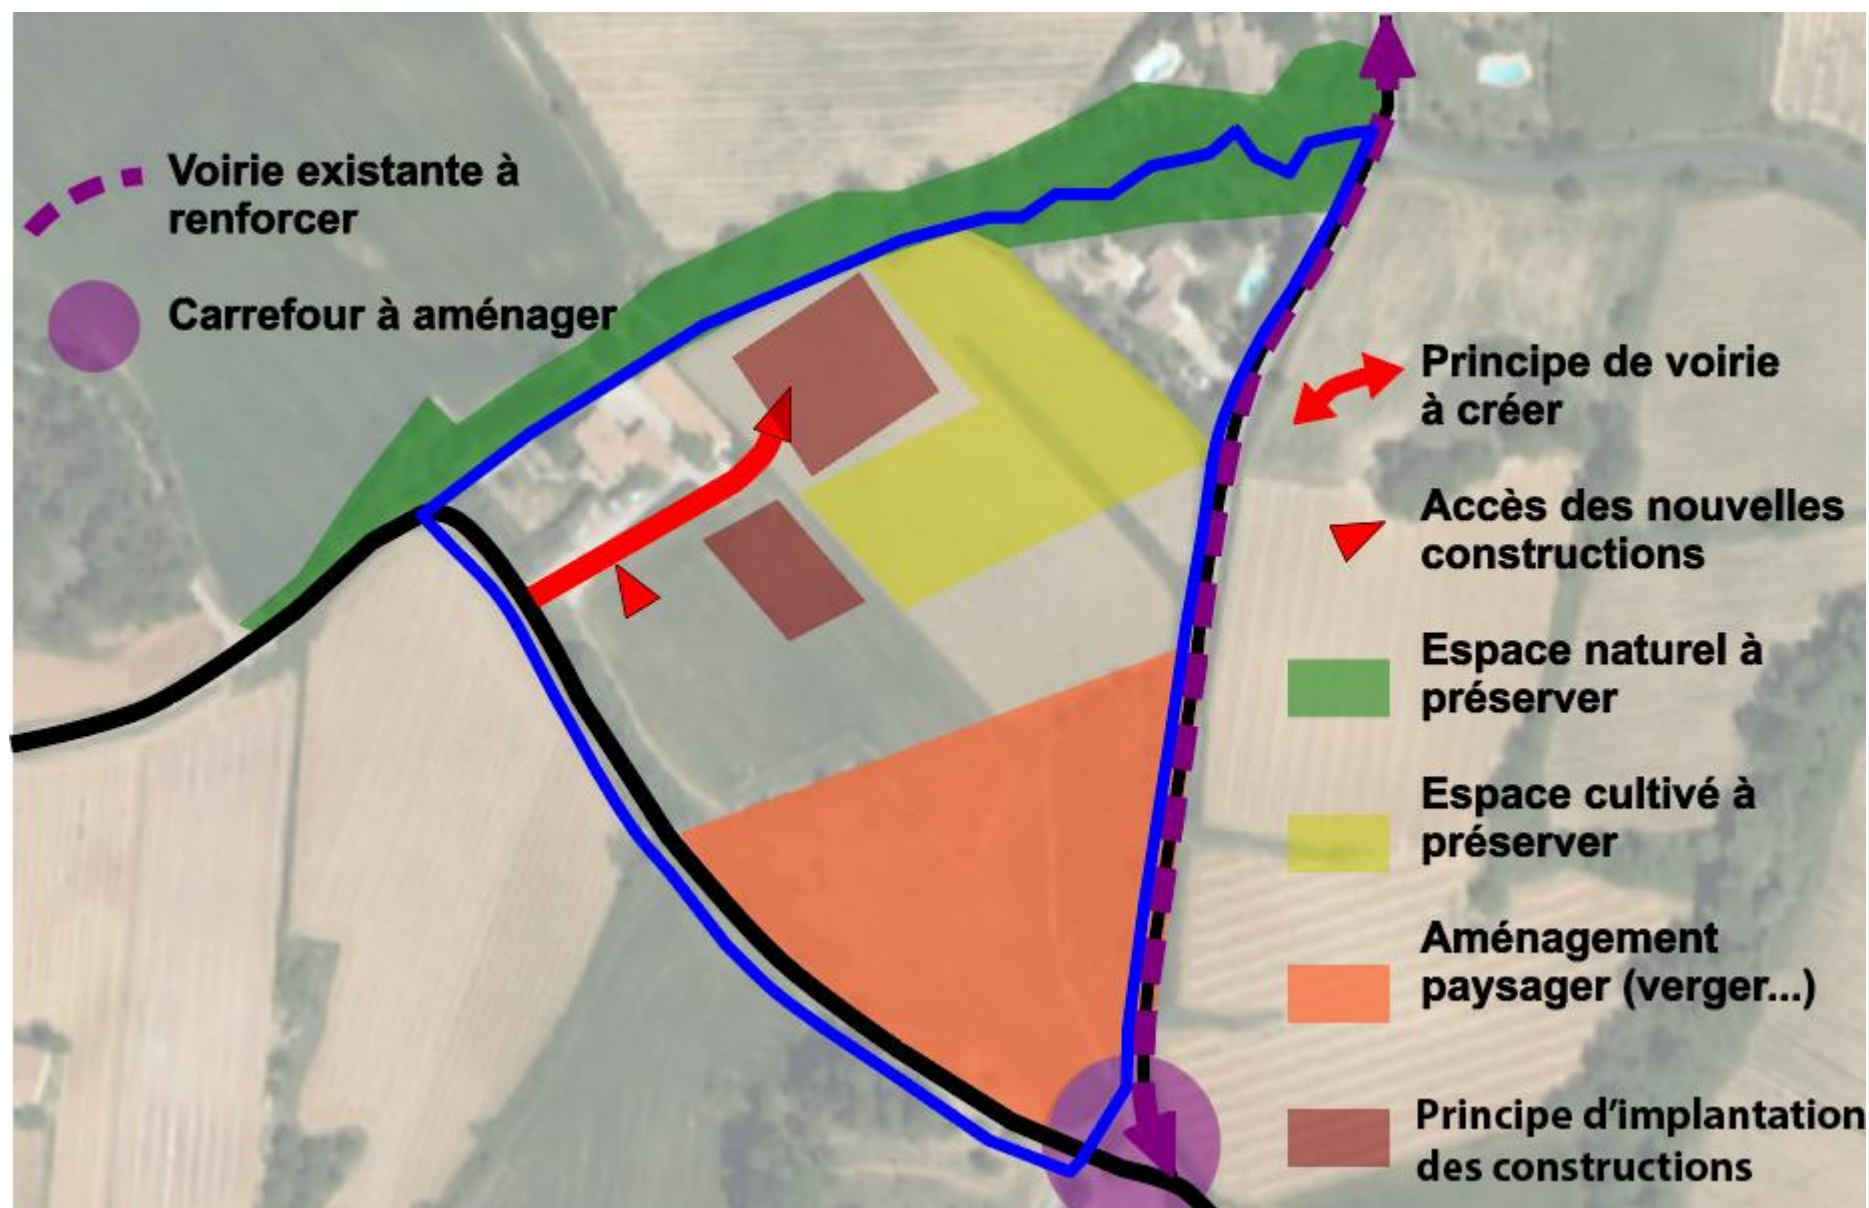 Voirie existante à
renforcer
Carrefour à aménager
Principe de voirie
à créer
Accès des nouvelles
constructions
Espace naturel à
préserver
Espace cultivé à
préserver
Aménagement
paysager (verger...)
Principe d'implantation
des constructions